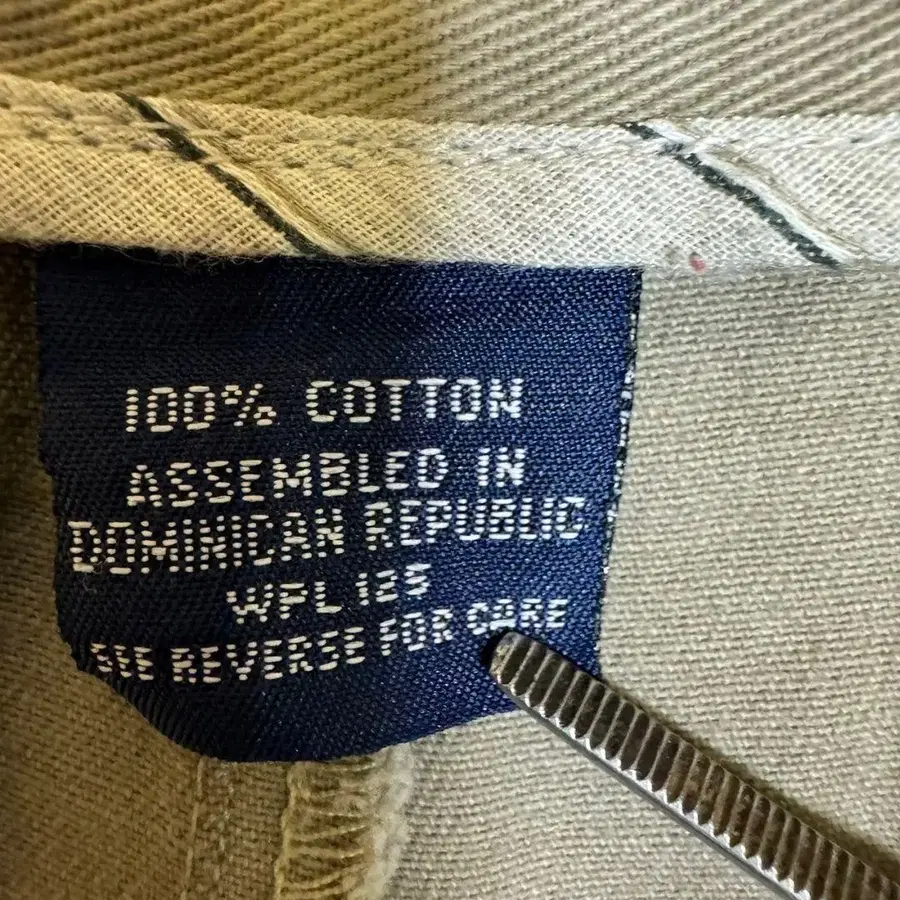 100% COTTON
ASSEMBLED IN
DOMINICAN REPUBLIC
WPL 125
SEE REVERSE FOR CARE